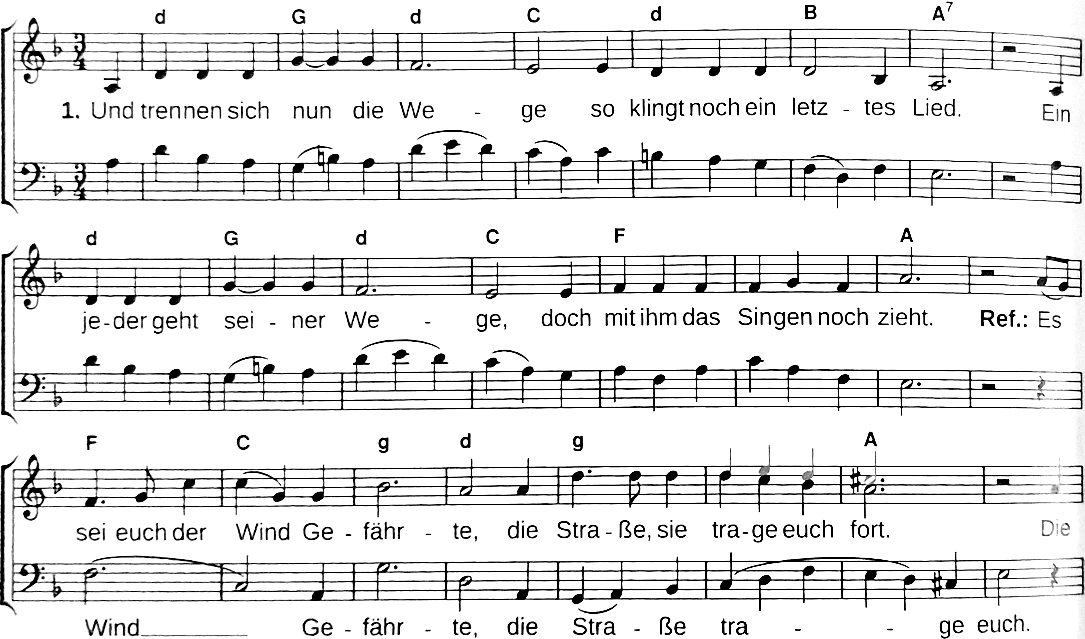 d G d C d B A7
1. Und trennen sich nun die We - ge so klingt noch ein letz - tes Lied. Ein
d G d C F A
je-der geht sei - ner We - ge, doch mit ihm das Singen noch zieht. Ref.: Es
F C g d g A
sei euch der Wind Ge - fähr - te, die Stra - ße, sie tra-ge euch fort. Die
Wind____ Ge - fähr - te, die Stra - ße tra - - - ge euch.